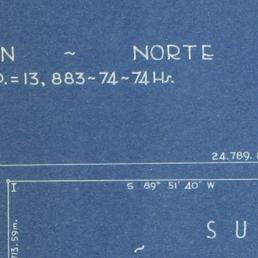 N ~ NORTE
P.=13, 883~74~74 Hs.
24.789.
I S 89° 51' 40" W
713.59m.
S U
~